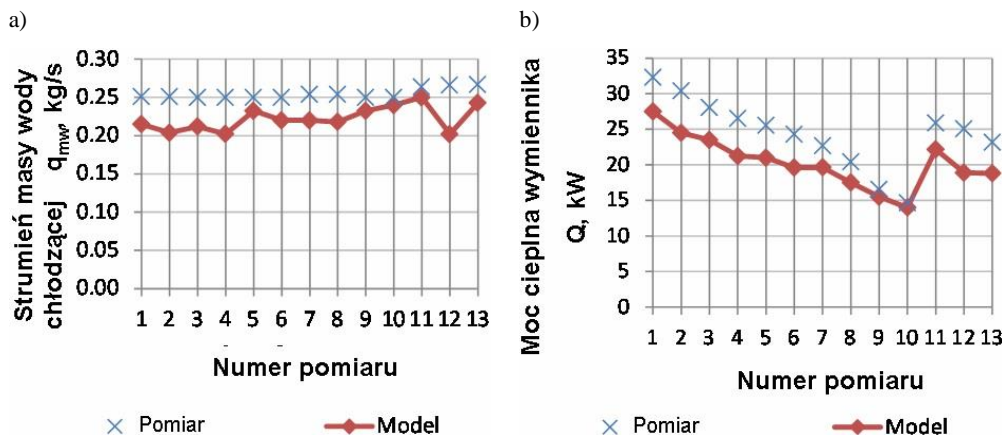 a)
Strumień masy wody
chłodzącej q_mw, kg/s
0.30
0.25
0.20
0.15
0.10
0.05
0.00
1 2 3 4 5 6 7 8 9 10 11 12 13
Numer pomiaru
Pomiar Model
b)
Moc cieplna wymiennika
Q, kW
35
30
25
20
15
10
5
0
1 2 3 4 5 6 7 8 9 10 11 12 13
Numer pomiaru
Pomiar Model